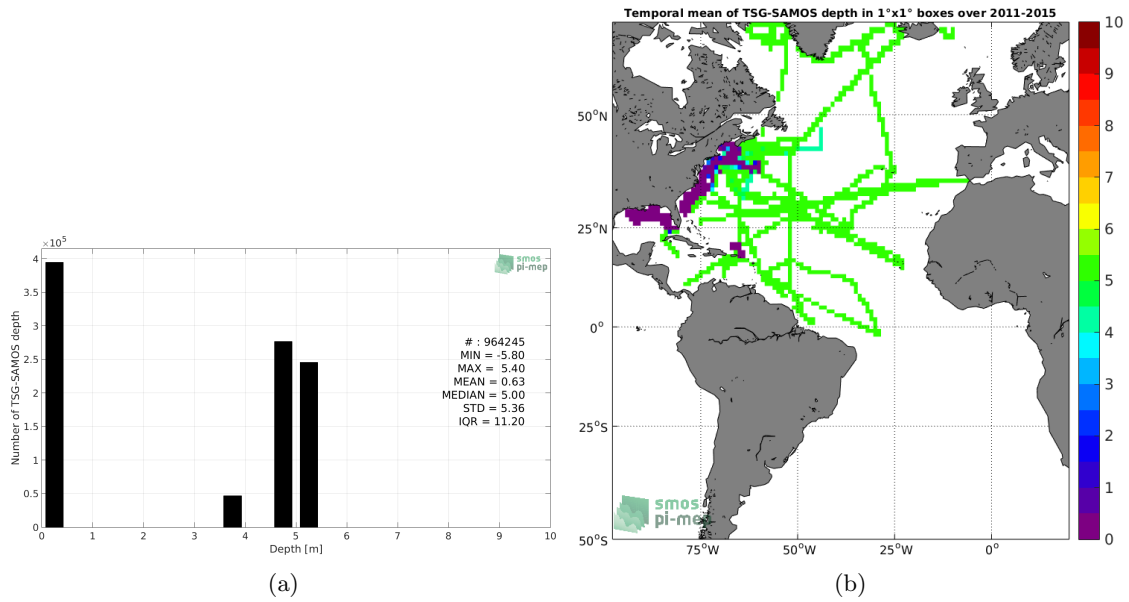 Temporal mean of TSG-SAMOS depth in 1°x1° boxes over 2011-2015
×10⁵
4
3.5
3
2.5
2
1.5
1
0.5
0
Number of TSG-SAMOS depth
smos
pi-mep
# : 964245
MIN = -5.80
MAX = 5.40
MEAN = 0.63
MEDIAN = 5.00
STD = 5.36
IQR = 11.20
0 1 2 3 4 5 6 7 8 9 10
Depth [m]
(a)
50°N
25°N
0°
25°S
50°S
75°W 50°W 25°W 0°
smos
pi-mep
10
9
8
7
6
5
4
3
2
1
0
(b)